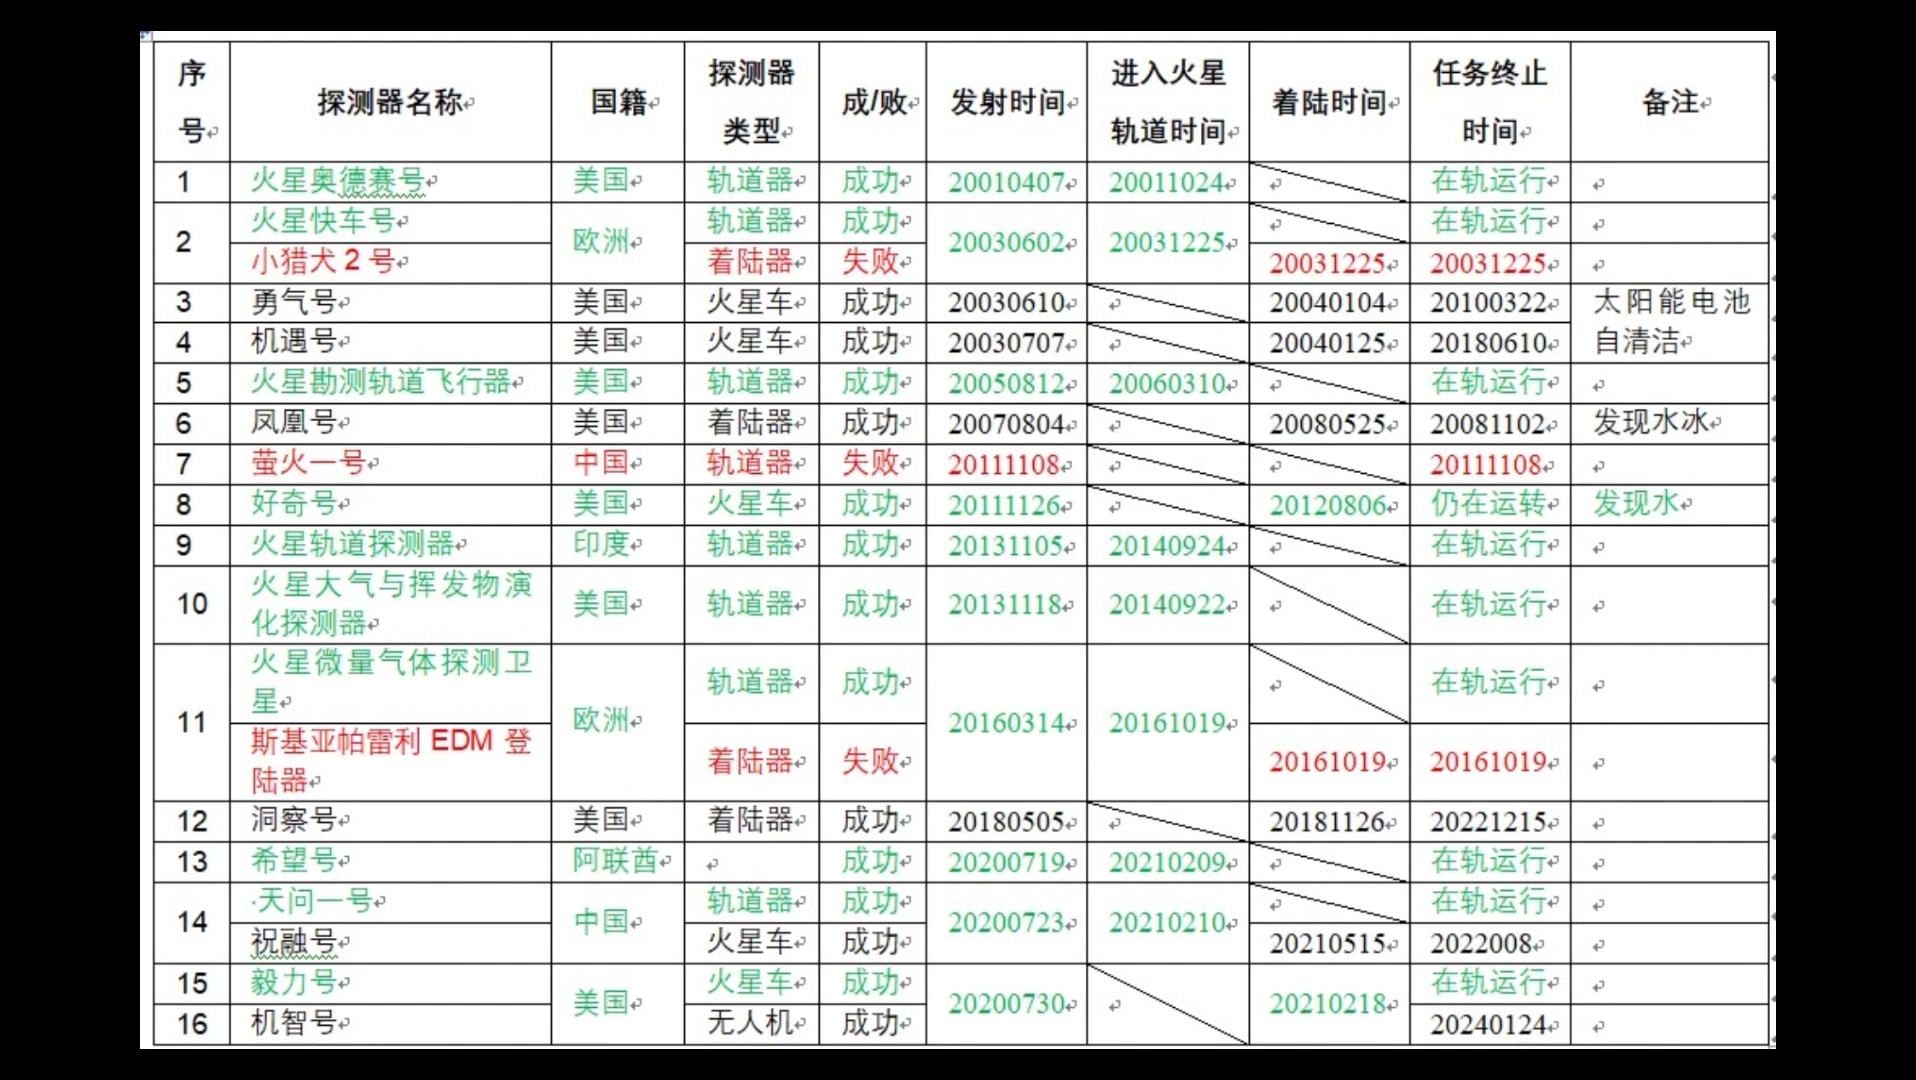 序号 探测器名称 国籍 探测器类型 成/败 发射时间 进入火星轨道时间 着陆时间 任务终止时间 备注
1 火星奥德赛号 美国 轨道器 成功 20010407 20011024 在轨运行
2 火星快车号 欧洲 轨道器 成功 20030602 20031225 在轨运行
小猎犬 2 号 着陆器 失败 20031225 20031225
3 勇气号 美国 火星车 成功 20030610 20040104 20100322 太阳能电池
4 机遇号 美国 火星车 成功 20030707 20040125 20180610 自清洁
5 火星勘测轨道飞行器 美国 轨道器 成功 20050812 20060310 在轨运行
6 凤凰号 美国 着陆器 成功 20070804 20080525 20081102 发现水冰
7 萤火一号 中国 轨道器 失败 20111108 20111108
8 好奇号 美国 火星车 成功 20111126 20120806 仍在运转 发现水
9 火星轨道探测器 印度 轨道器 成功 20131105 20140924 在轨运行
10 火星大气与挥发物演化探测器 美国 轨道器 成功 20131118 20140922 在轨运行
11 火星微量气体探测卫星 欧洲 轨道器 成功 20160314 20161019 在轨运行
斯基亚帕雷利 EDM 登陆器 着陆器 失败 20161019 20161019
12 洞察号 美国 着陆器 成功 20180505 20181126 20221215
13 希望号 阿联酋 成功 20200719 20210209 在轨运行
14 ·天问一号 中国 轨道器 成功 20200723 20210210 在轨运行
祝融号 火星车 成功 20210515 2022008
15 毅力号 美国 火星车 成功 20200730 20210218 在轨运行
16 机智号 无人机 成功 20240124